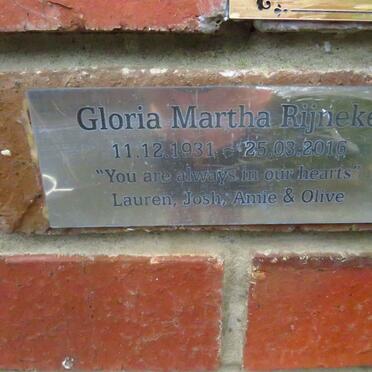 Gloria Martha Rijneke
11.12.1931 - 25.03.2016
"You are always in our hearts"
Lauren, Josh, Amie & Olive